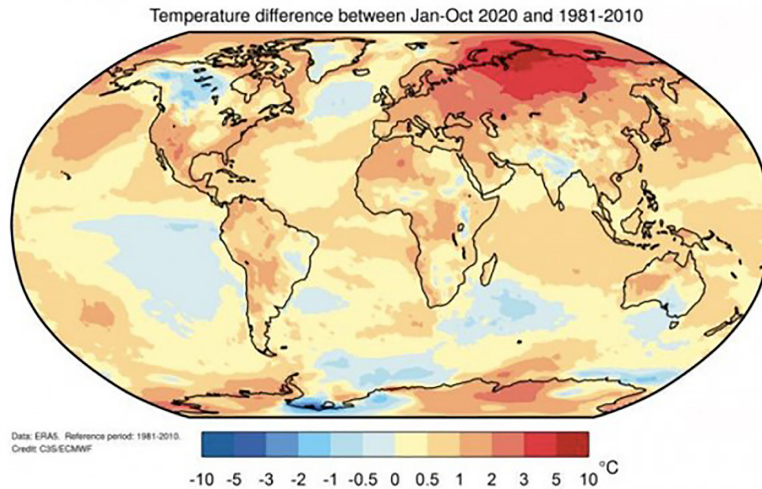 Temperature difference between Jan-Oct 2020 and 1981-2010
Data: ERA5. Reference period: 1981-2010.
Credit: C3S/ECMWF
°C
-10 -5 -3 -2 -1 -0.5 0 0.5 1 2 3 5 10